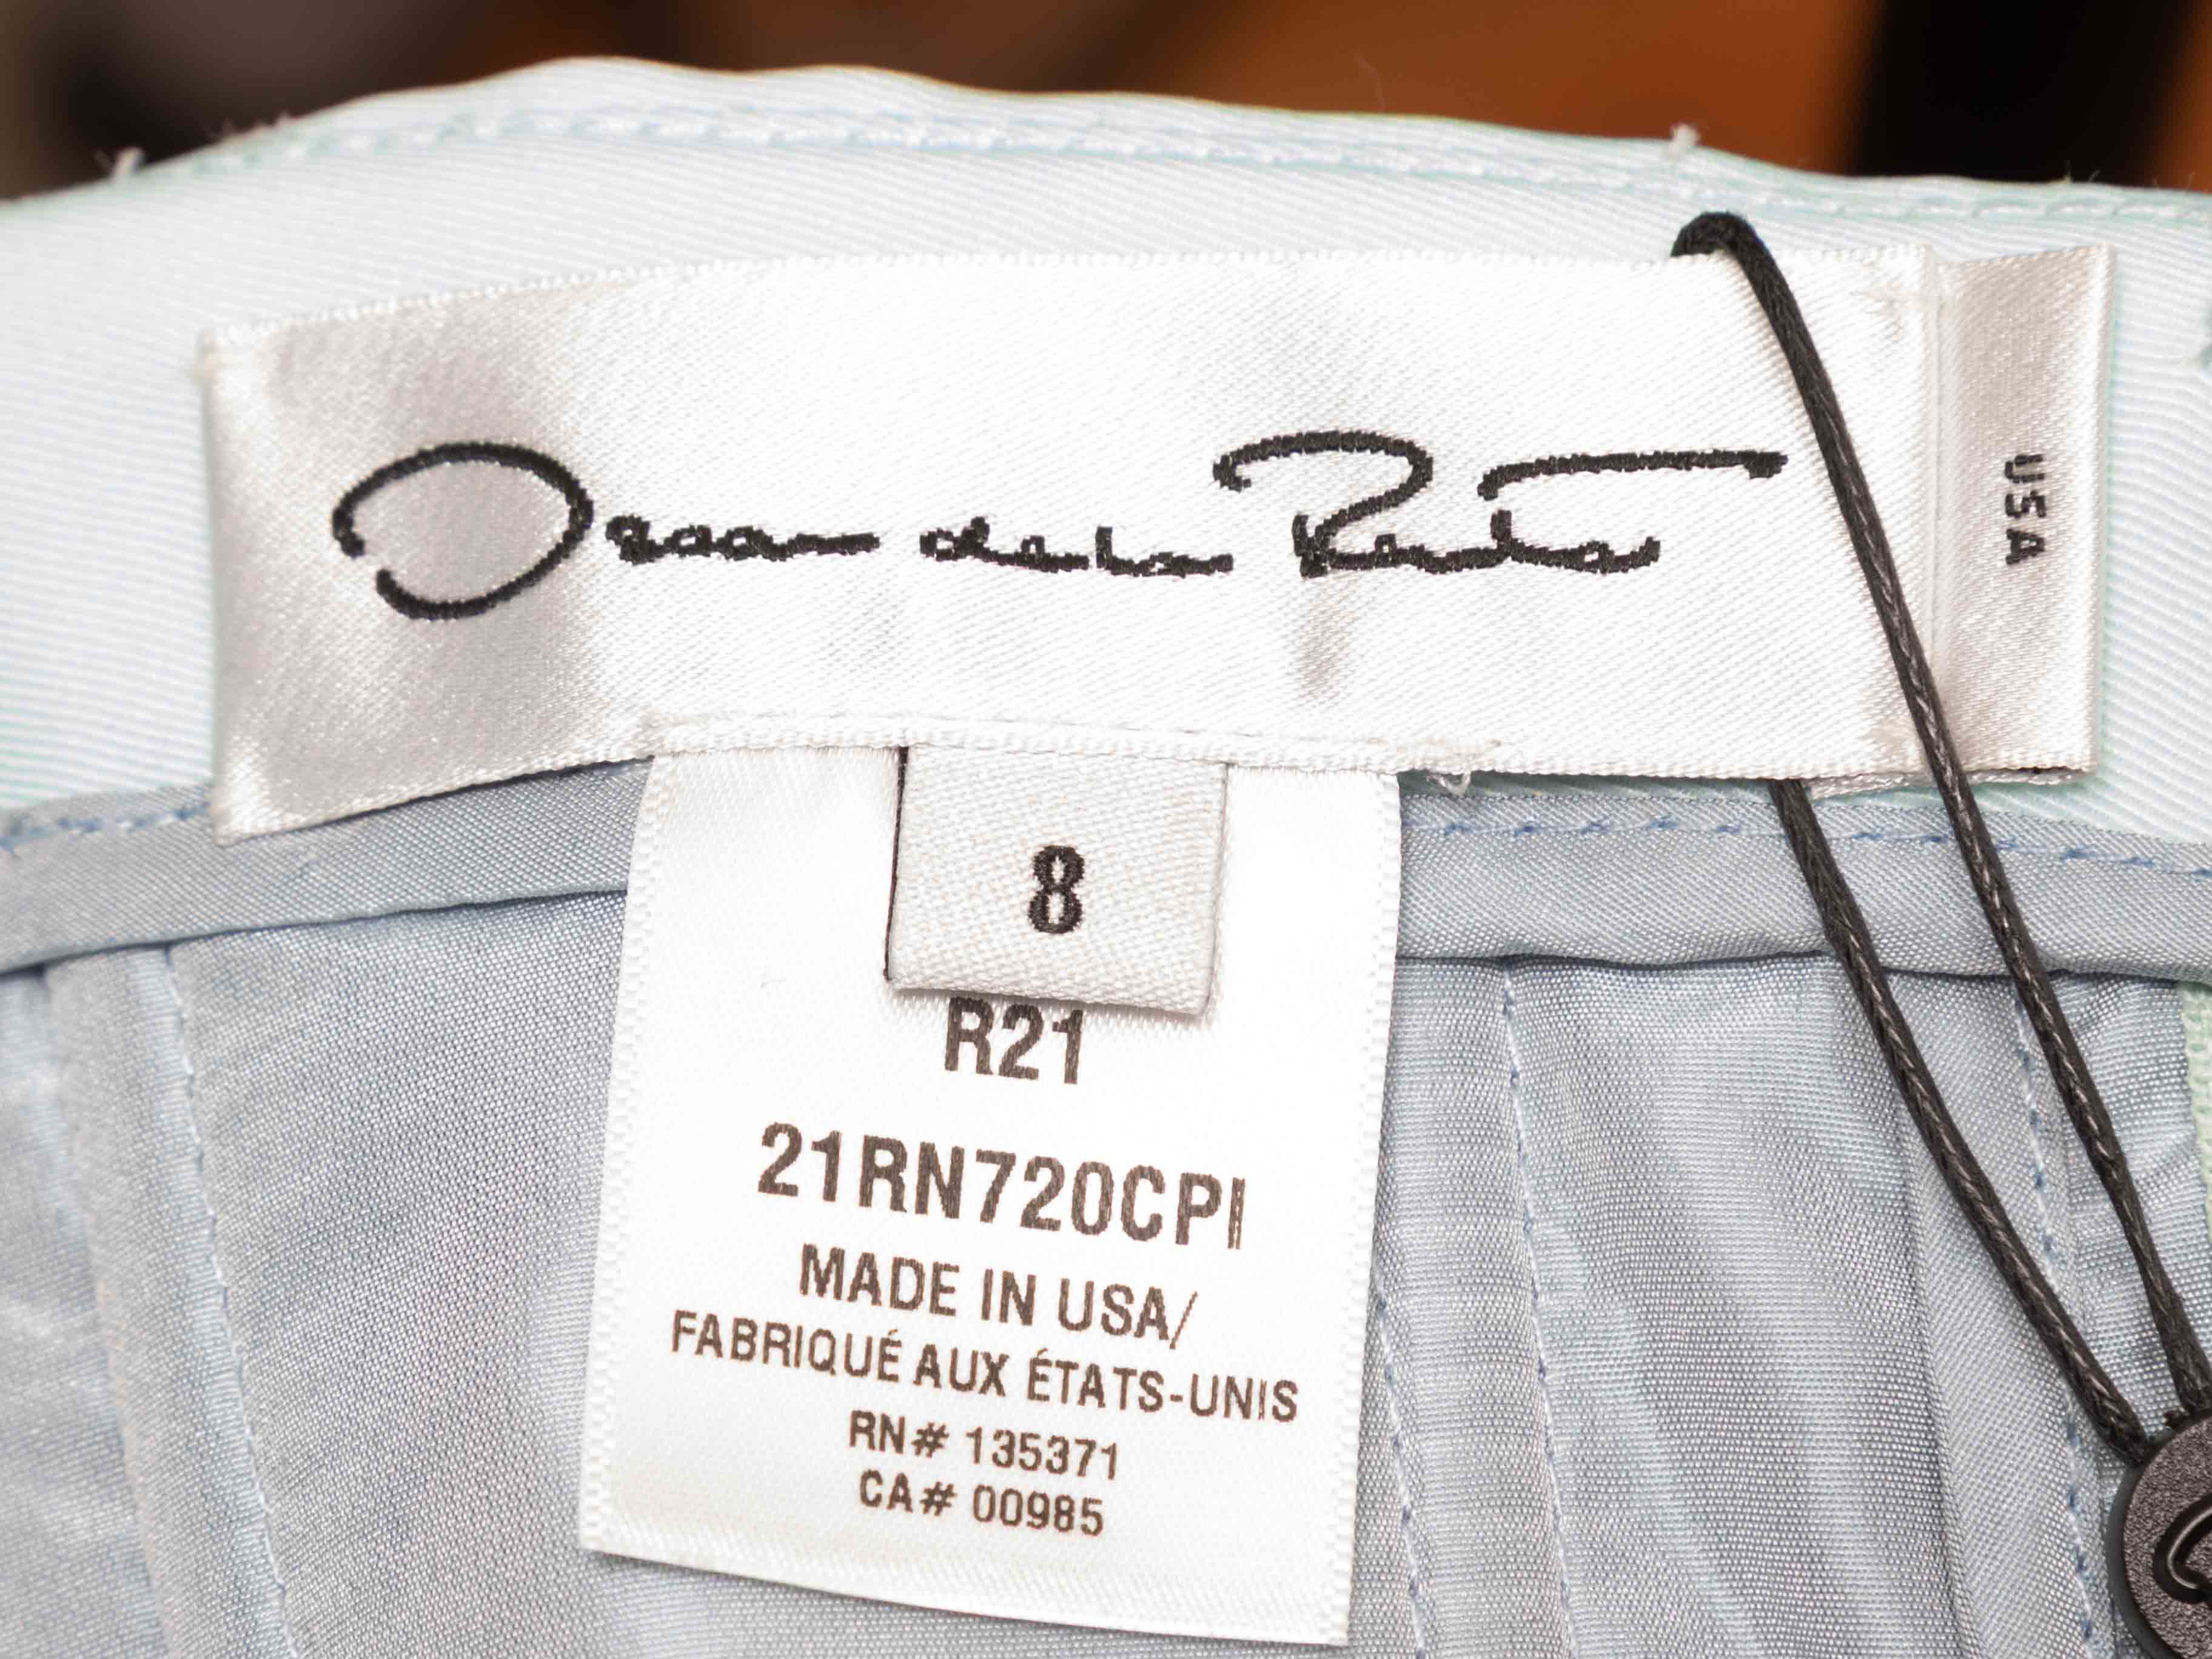 Oscar de la Renta
USA
8
R21
21RN720CPI
MADE IN USA/
FABRIQUÉ AUX ÉTATS-UNIS
RN# 135371
CA# 00985